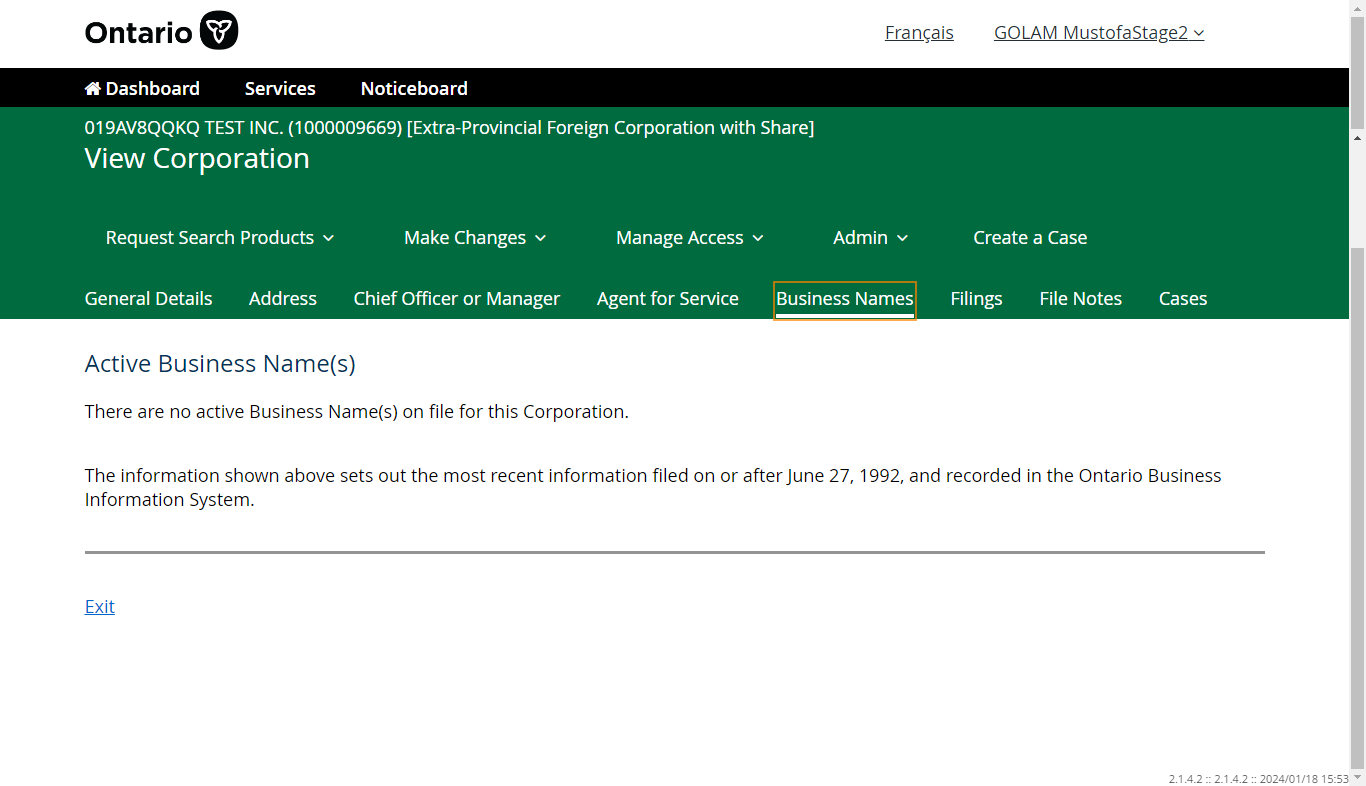 Ontario
Français GOLAM MustofaStage2
Dashboard Services Noticeboard
019AV8QQKQ TEST INC. (1000009669) [Extra-Provincial Foreign Corporation with Share]
View Corporation
Request Search Products Make Changes Manage Access Admin Create a Case
General Details Address Chief Officer or Manager Agent for Service Business Names Filings File Notes Cases
Active Business Name(s)
There are no active Business Name(s) on file for this Corporation.
The information shown above sets out the most recent information filed on or after June 27, 1992, and recorded in the Ontario Business
Information System.
Exit
2.1.4.2 :: 2.1.4.2 :: 2024/01/18 15:53